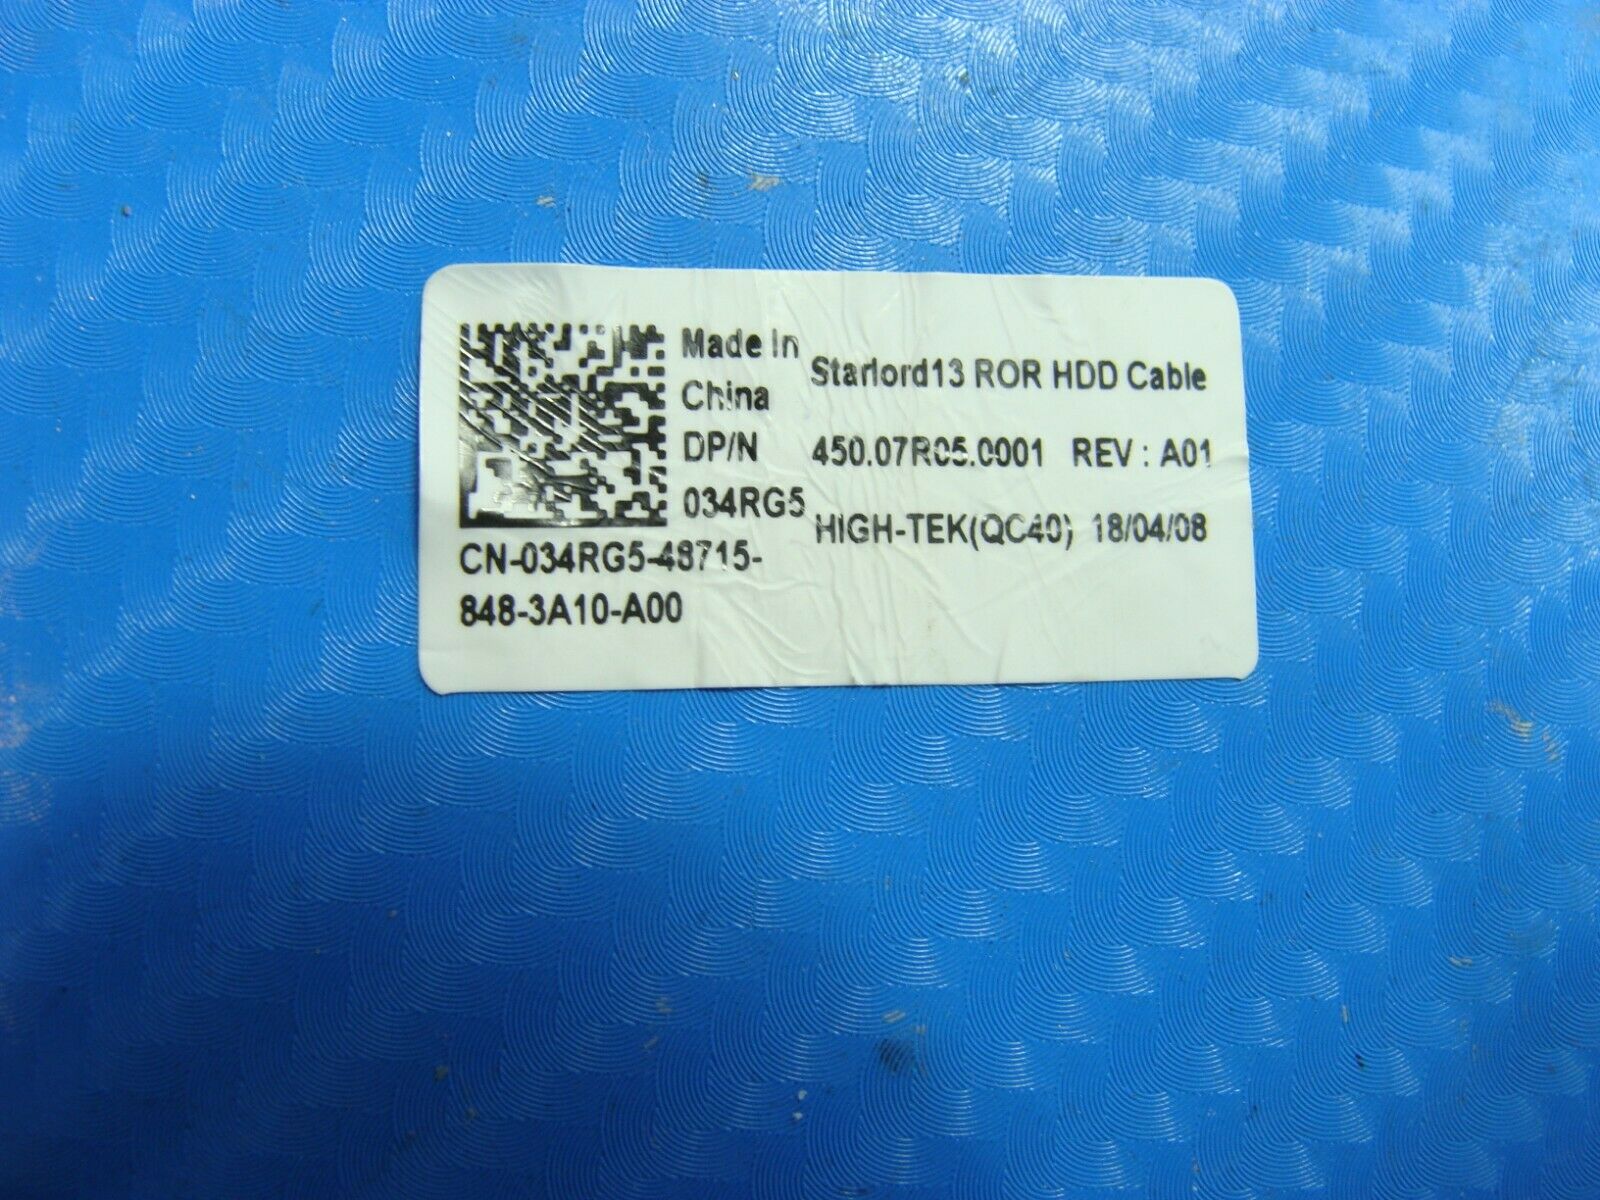 Made In
China
DP/N
034RG5
CN-034RG5-48715-
848-3A10-A00
Starlord13 ROR HDD Cable
450.07R05.0001 REV : A01
HIGH-TEK(QC40) 18/04/08